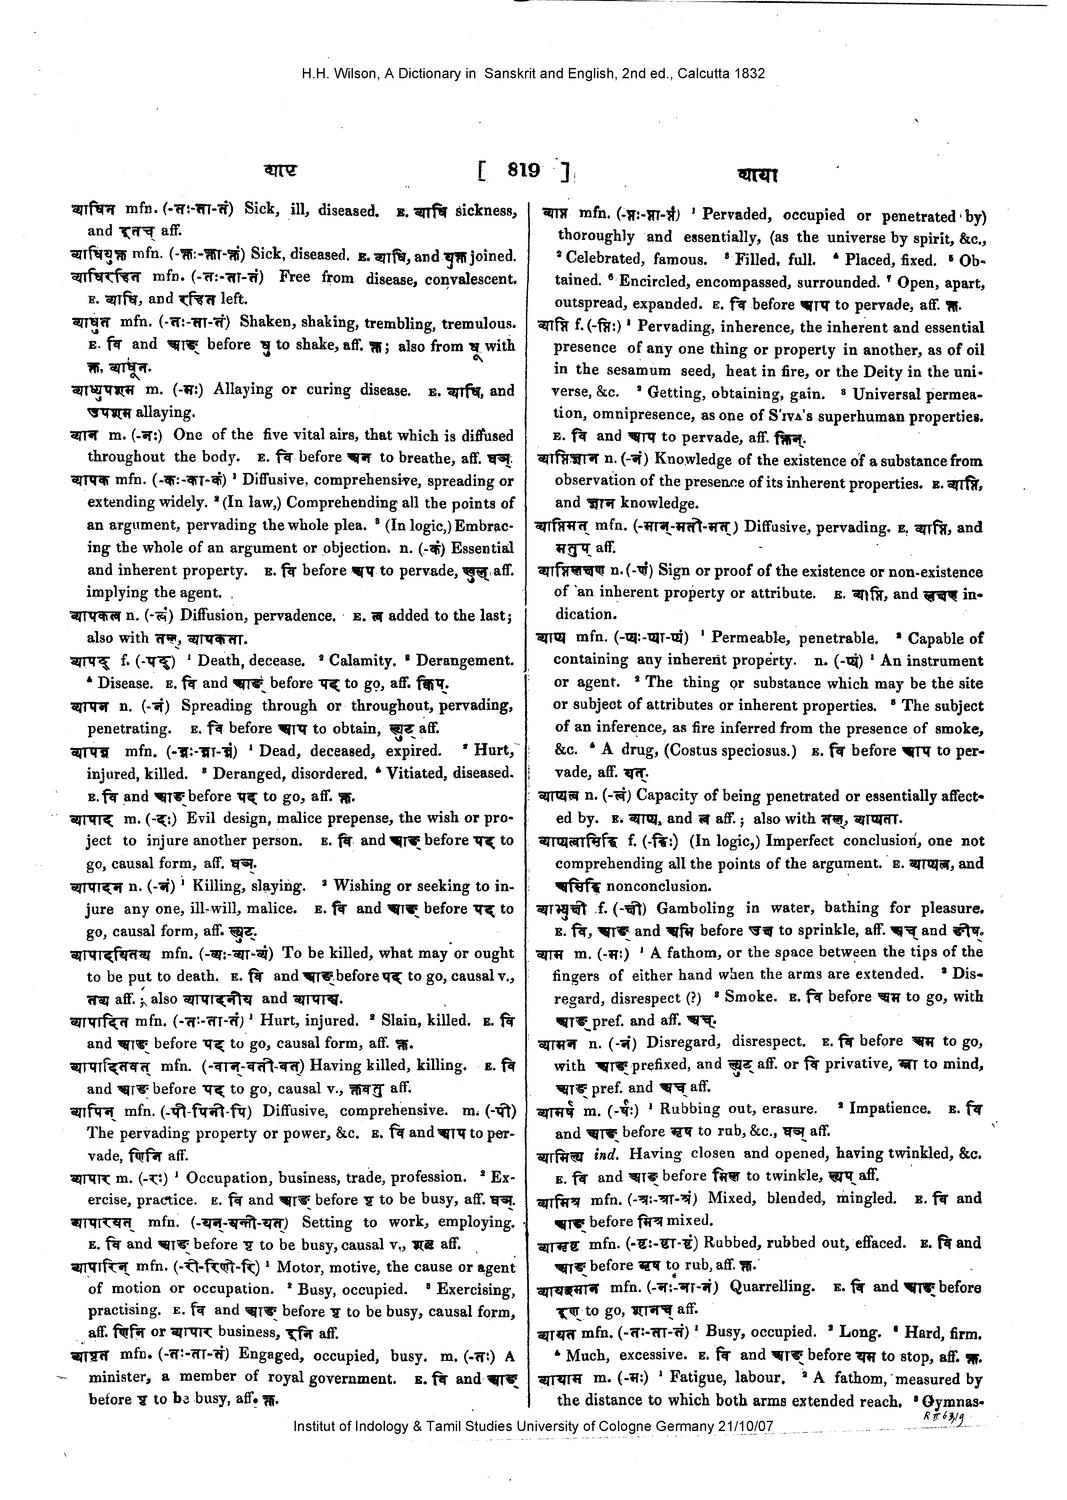 H.H. Wilson, A Dictionary in Sanskrit and English, 2nd ed., Calcutta 1832
व्याप [ 819 ] व्याया
व्याधित mfn. (-तः-ता-तं) Sick, ill, diseased. E. व्याधि sickness,
and इतच् aff.
व्याधियुक्त mfn. (-क्तः-क्ता-क्तं) Sick, diseased. E. व्याधि, and युक्त joined.
व्याधिरहित mfn. (-तः-ता-तं) Free from disease, convalescent.
E. व्याधि, and रहित left.
व्याधुत mfn. (-तः-ता-तं) Shaken, shaking, trembling, tremulous.
E. वि and आङ् before धु to shake, aff. क्त; also from धू with
क्त, व्याधूत.
व्याध्युपशम m. (-मः) Allaying or curing disease. E. व्याधि, and
उपशम allaying.
व्यान m. (-नः) One of the five vital airs, that which is diffused
throughout the body. E. वि before अन to breathe, aff. घञ्.
व्यापक mfn. (-कः-का-कं) ¹ Diffusive, comprehensive, spreading or
extending widely. ² (In law,) Comprehending all the points of
an argument, pervading the whole plea. ³ (In logic,) Embrac-
ing the whole of an argument or objection. n. (-कं) Essential
and inherent property. E. वि before आप to pervade, ण्वुल् aff.
implying the agent.
व्यापकत्व n. (-त्वं) Diffusion, pervadence. E. त्व added to the last;
also with तल्, व्यापकता.
व्यापद् f. (-पद्) ¹ Death, decease. ² Calamity. ³ Derangement.
⁴ Disease. E. वि and आङ् before पद् to go, aff. क्विप्.
व्यापन n. (-नं) Spreading through or throughout, pervading,
penetrating. E. वि before आप to obtain, ल्युट् aff.
व्यापन्न mfn. (-न्नः-न्ना-न्नं) ¹ Dead, deceased, expired. ² Hurt,
injured, killed. ³ Deranged, disordered. ⁴ Vitiated, diseased.
E. वि and आङ् before पद् to go, aff. क्त.
व्यापाद m. (-दः) Evil design, malice prepense, the wish or pro-
ject to injure another person. E. वि and आङ् before पद् to
go, causal form, aff. घञ्.
व्यापादन n. (-नं) ¹ Killing, slaying. ² Wishing or seeking to in-
jure any one, ill-will, malice. E. वि and आङ् before पद् to
go, causal form, aff. ल्युट्.
व्यापादयितव्य mfn. (-व्यः-व्या-व्यं) To be killed, what may or ought
to be put to death. E. वि and आङ् before पद् to go, causal v.,
तव्य aff.; also व्यापादनीय and व्यापाद्य.
व्यापादित mfn. (-तः-ता-तं) ¹ Hurt, injured. ² Slain, killed. E. वि
and आङ् before पद् to go, causal form, aff. क्त.
व्यापादितवत् mfn. (-वान्-वती-वत्) Having killed, killing. E. वि
and आङ् before पद् to go, causal v., क्तवतु aff.
व्यापिन् mfn. (-पी-पिनी-पि) Diffusive, comprehensive. m. (-पी)
The pervading property or power, &c. E. वि and आप to per-
vade, णिनि aff.
व्यापार m. (-रः) ¹ Occupation, business, trade, profession. ² Ex-
ercise, practice. E. वि and आङ् before पृ to be busy, aff. घञ्.
व्यापारयत् mfn. (-यन्-यन्ती-यत्) Setting to work, employing.
E. वि and आङ् before पृ to be busy, causal v., शतृ aff.
व्यापारिन् mfn. (-री-रिणी-रि) ¹ Motor, motive, the cause or agent
of motion or occupation. ² Busy, occupied. ³ Exercising,
practising. E. वि and आङ् before पृ to be busy, causal form,
aff. णिनि or व्यापार business, इनि aff.
व्यापृत mfn. (-तः-ता-तं) Engaged, occupied, busy. m. (-तः) A
minister, a member of royal government. E. वि and आङ्
before पृ to be busy, aff. क्त.
व्याप्त mfn. (-प्तः-प्ता-प्तं) ¹ Pervaded, occupied or penetrated by)
thoroughly and essentially, (as the universe by spirit, &c.,
² Celebrated, famous. ³ Filled, full. ⁴ Placed, fixed. ⁵ Ob-
tained. ⁶ Encircled, encompassed, surrounded. ⁷ Open, apart,
outspread, expanded. E. वि before आप to pervade, aff. क्त.
व्याप्ति f. (-प्तिः) ¹ Pervading, inherence, the inherent and essential
presence of any one thing or property in another, as of oil
in the sesamum seed, heat in fire, or the Deity in the uni-
verse, &c. ² Getting, obtaining, gain. ³ Universal permea-
tion, omnipresence, as one of S'IVA's superhuman properties.
E. वि and आप to pervade, aff. क्तिन्.
व्याप्तिज्ञान n. (-नं) Knowledge of the existence of a substance from
observation of the presence of its inherent properties. E. व्याप्ति,
and ज्ञान knowledge.
व्याप्तिमत् mfn. (-मान्-मती-मत्) Diffusive, pervading. E. व्याप्ति, and
मतुप् aff.
व्याप्तिलक्षण n. (-णं) Sign or proof of the existence or non-existence
of an inherent property or attribute. E. व्याप्ति, and लक्षण in-
dication.
व्याप्य mfn. (-प्यः-प्या-प्यं) ¹ Permeable, penetrable. ² Capable of
containing any inherent property. n. (-प्यं) ¹ An instrument
or agent. ² The thing or substance which may be the site
or subject of attributes or inherent properties. ³ The subject
of an inference, as fire inferred from the presence of smoke,
&c. ⁴ A drug, (Costus speciosus.) E. वि before आप to per-
vade, aff. यत्.
व्याप्यत्व n. (-त्वं) Capacity of being penetrated or essentially affect-
ed by. E. व्याप्य, and त्व aff.; also with तल्, व्याप्यता.
व्याप्यत्वासिद्धि f. (-द्धिः) (In logic,) Imperfect conclusion, one not
comprehending all the points of the argument. E. व्याप्यत्व, and
असिद्धि nonconclusion.
व्याभ्युक्षी f. (-क्षी) Gamboling in water, bathing for pleasure.
E. वि, आङ् and अभि before उक्ष to sprinkle, aff. अच् and ङीष्.
व्याम m. (-मः) ¹ A fathom, or the space between the tips of the
fingers of either hand when the arms are extended. ² Dis-
regard, disrespect (?) ³ Smoke. E. वि before अम to go, with
आङ् pref. and aff. अच्.
व्यामन n. (-नं) Disregard, disrespect. E. वि before अम to go,
with आङ् prefixed, and ल्युट् aff. or वि privative, म्ना to mind,
आङ् pref. and अच् aff.
व्यामर्ष m. (-र्षः) ¹ Rubbing out, erasure. ² Impatience. E. वि
and आङ् before मृष to rub, &c., घञ् aff.
व्यामिल्य ind. Having closed and opened, having twinkled, &c.
E. वि and आङ् before मिल to twinkle, ल्यप् aff.
व्यामिश्र mfn. (-श्रः-श्रा-श्रं) Mixed, blended, mingled. E. वि and
आङ् before मिश्र mixed.
व्यामृष्ट mfn. (-ष्टः-ष्टा-ष्टं) Rubbed, rubbed out, effaced. E. वि and
आङ् before मृष to rub, aff. क्त.
व्यायच्छमान mfn. (-नः-ना-नं) Quarrelling. E. वि and आङ् before
इण् to go, शानच् aff.
व्यायत mfn. (-तः-ता-तं) ¹ Busy, occupied. ² Long. ³ Hard, firm.
⁴ Much, excessive. E. वि and आङ् before यम to stop, aff. क्त.
व्यायाम m. (-मः) ¹ Fatigue, labour. ² A fathom, measured by
the distance to which both arms extended reach. ³ Gymnas-
Institut of Indology & Tamil Studies University of Cologne Germany 21/10/07